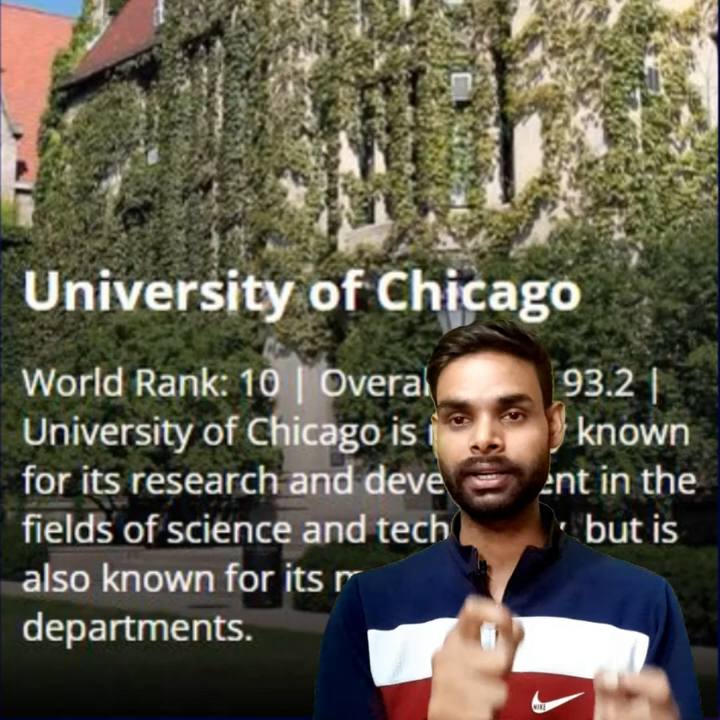 University of Chicago
World Rank: 10 | Overal 93.2 |
University of Chicago is known
for its research and deve ent in the
fields of science and tech , but is
also known for its
departments.
NIKE